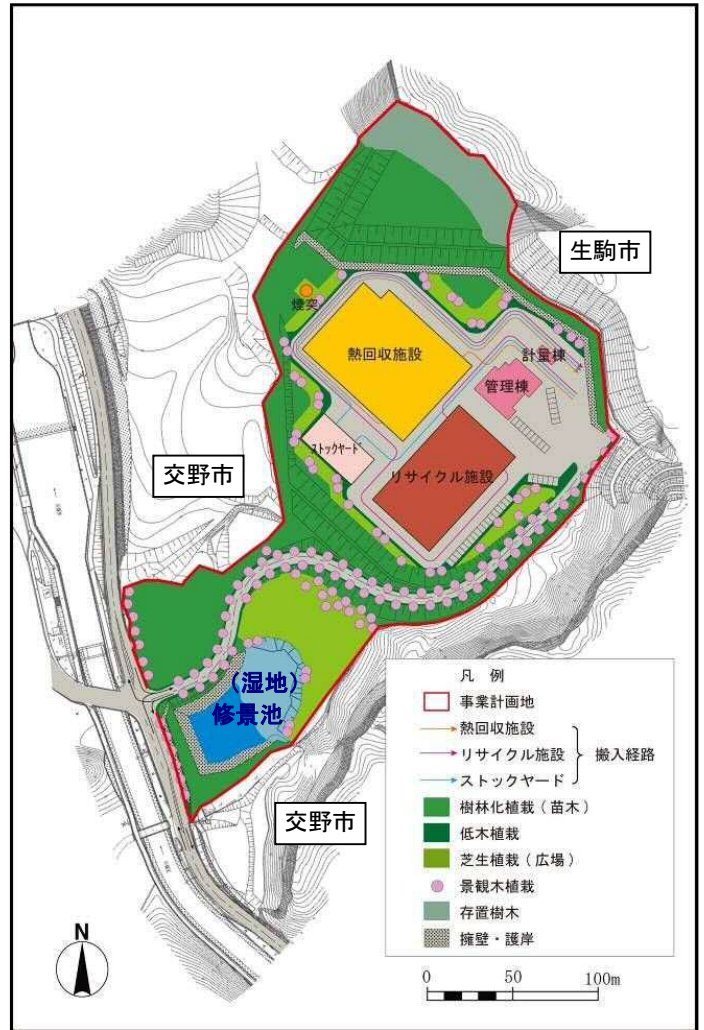 生駒市
煙突
熱回収施設
計量棟
管理棟
ストックヤード
リサイクル施設
交野市
(湿地)
修景池
交野市
凡 例
事業計画地
熱回収施設
リサイクル施設
搬入経路
ストックヤード
樹林化植栽(苗木)
低木植栽
芝生植栽(広場)
景観木植栽
存置樹木
擁壁・護岸
N
0 50 100m